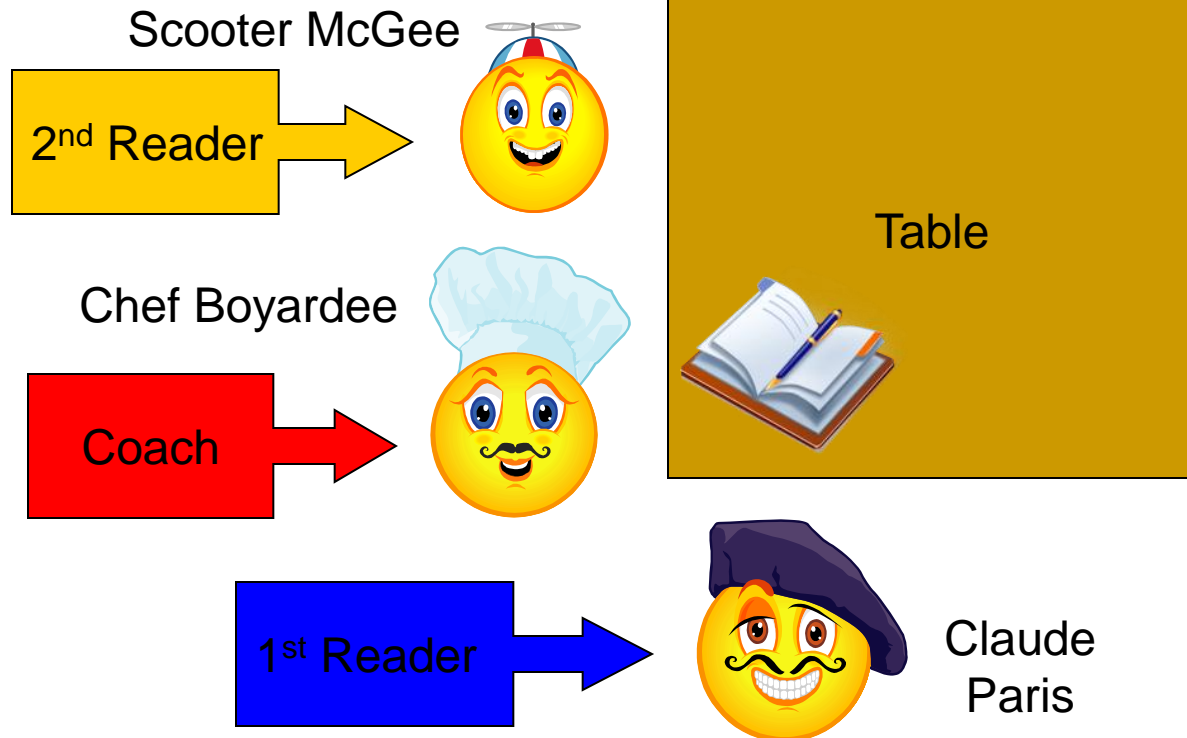 Scooter McGee
2nd Reader
Table
Chef Boyardee
Coach
1st Reader
Claude
Paris